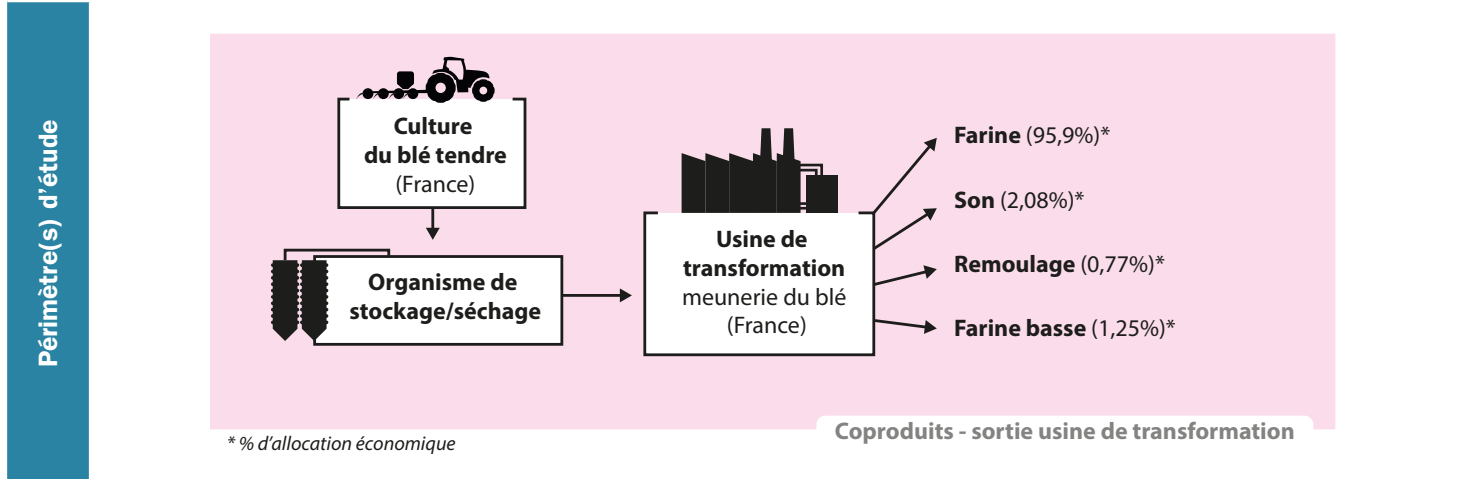 Périmètre(s) d'étude
Culture
du blé tendre
(France)
Organisme de
stockage/séchage
Usine de
transformation
meunerie du blé
(France)
Farine (95,9%)*
Son (2,08%)*
Remoulage (0,77%)*
Farine basse (1,25%)*
Coproduits - sortie usine de transformation
* % d'allocation économique